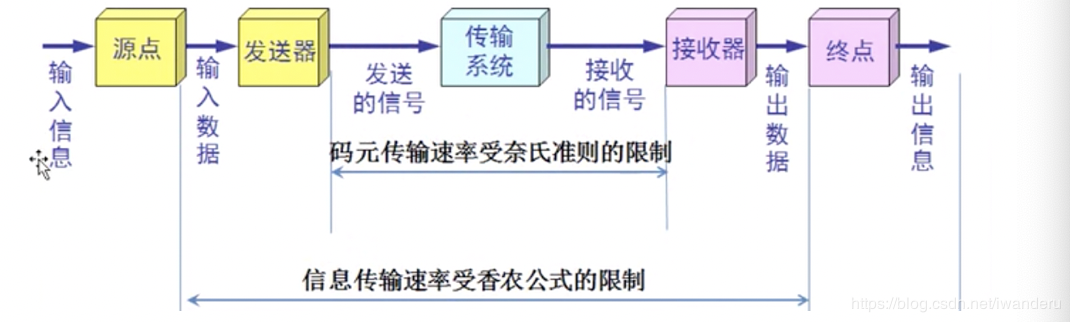 源点
发送器
传输
系统
接收器
终点
输入信息
输入数据
发送
的信号
接收
的信号
输出数据
输出信息
码元传输速率受奈氏准则的限制
信息传输速率受香农公式的限制
https://blog.csdn.net/iwanderu